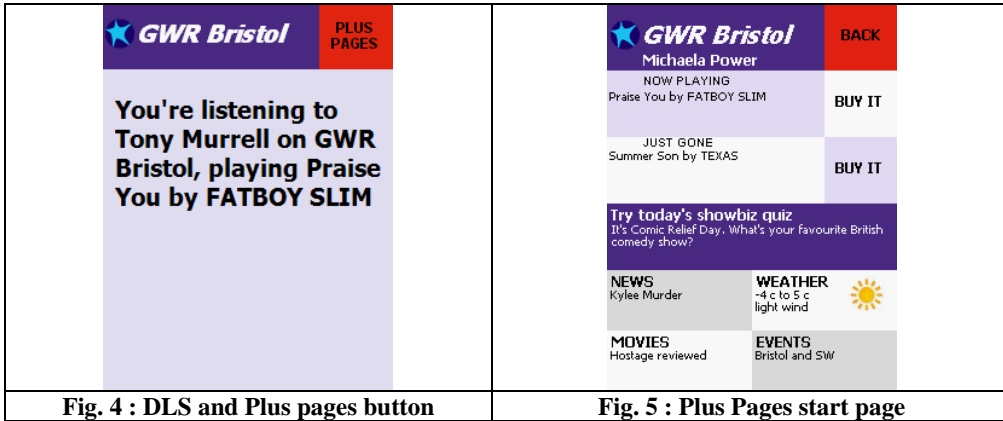 GWR Bristol
PLUS
PAGES
You're listening to
Tony Murrell on GWR
Bristol, playing Praise
You by FATBOY SLIM
Fig. 4 : DLS and Plus pages button
GWR Bristol
BACK
Michaela Power
NOW PLAYING
Praise You by FATBOY SLIM
BUY IT
JUST GONE
Summer Son by TEXAS
BUY IT
Try today's showbiz quiz
It's Comic Relief Day. What's your favourite British
comedy show?
NEWS
Kylee Murder
WEATHER
-4 c to 5 c
light wind
MOVIES
Hostage reviewed
EVENTS
Bristol and SW
Fig. 5 : Plus Pages start page